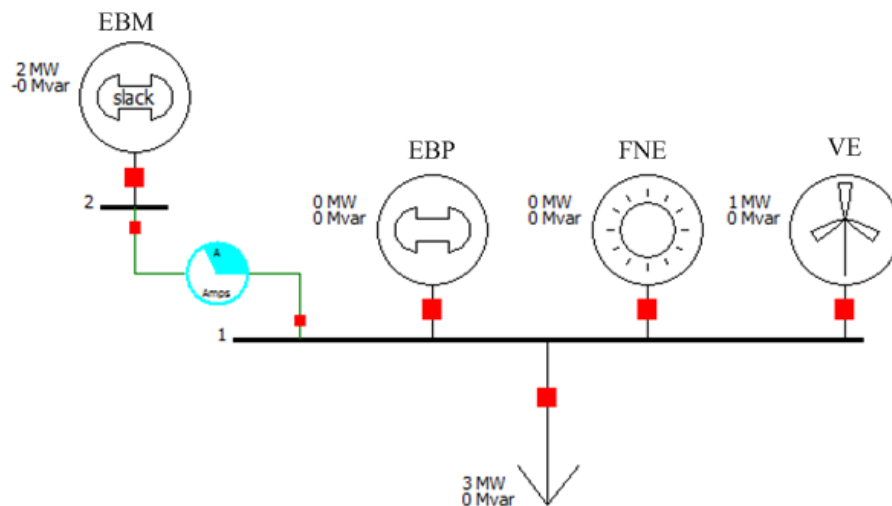 EBM
2 MW
-0 Mvar
slack
2
A
Amps
EBP
0 MW
0 Mvar
FNE
0 MW
0 Mvar
VE
1 MW
0 Mvar
1
3 MW
0 Mvar